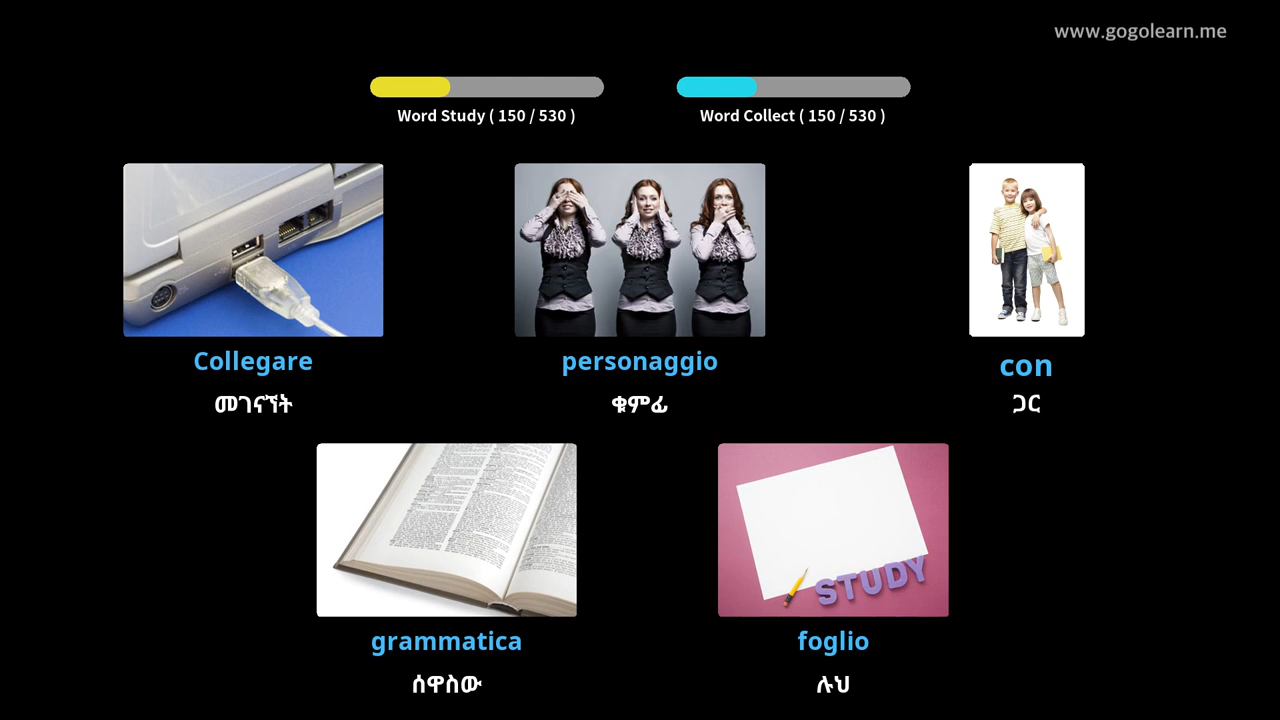 www.gogolearn.me
Word Study ( 150 / 530 )
Word Collect ( 150 / 530 )
Collegare
personaggio
con
መገናኘት
ቁምፊ
ጋር
STUDY
grammatica
foglio
ሰዋስው
ሉህ